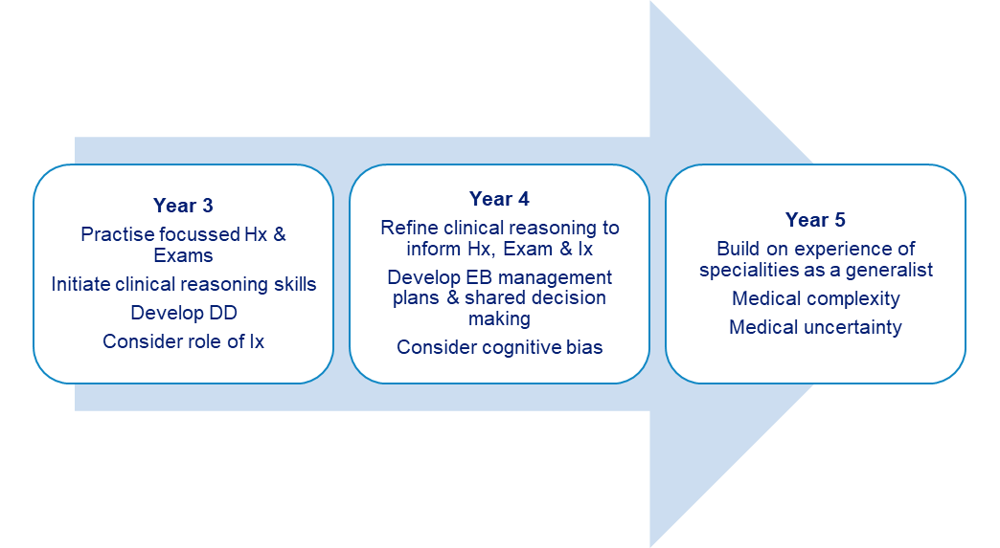 Year 3
Practise focussed Hx &
Exams
Initiate clinical reasoning skills
Develop DD
Consider role of Ix
Year 4
Refine clinical reasoning to
inform Hx, Exam & Ix
Develop EB management
plans & shared decision
making
Consider cognitive bias
Year 5
Build on experience of
specialities as a generalist
Medical complexity
Medical uncertainty